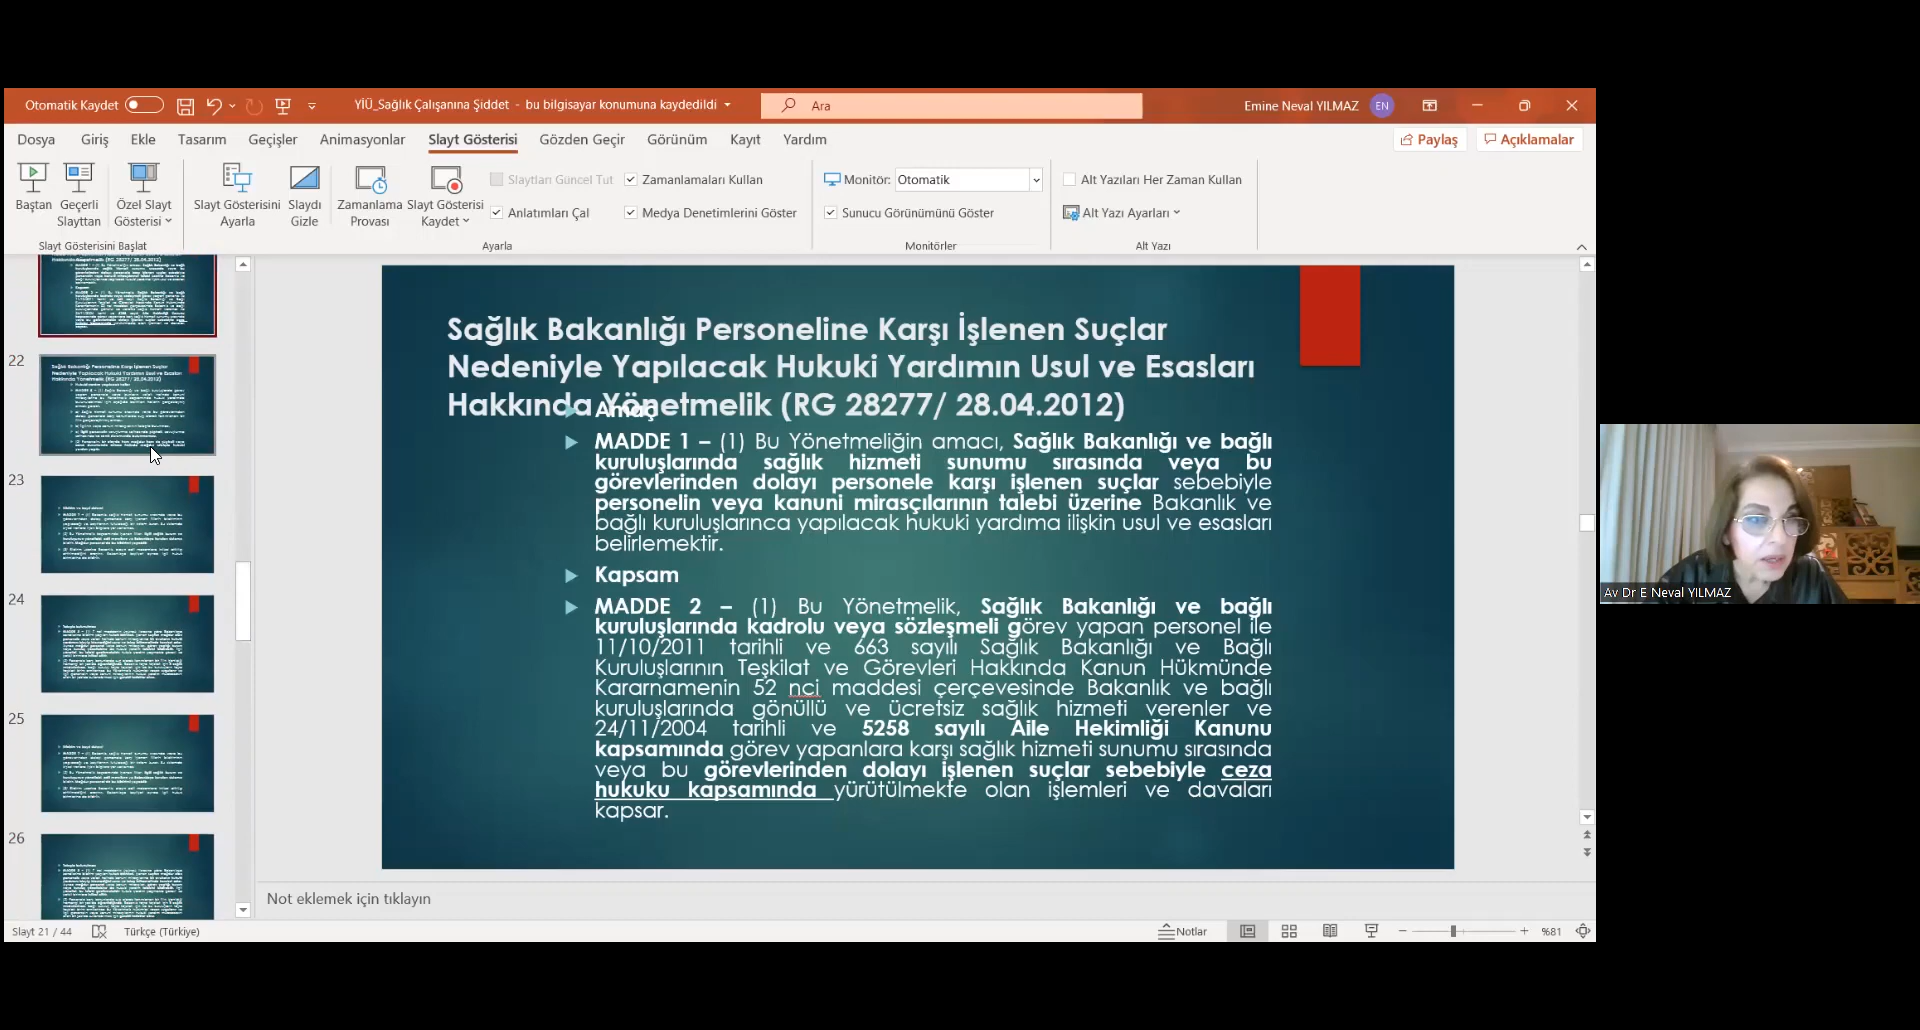 Otomatik Kaydet
YİÜ_Sağlık Çalışanına Şiddet - bu bilgisayar konumuna kaydedildi
Ara
Emine Neval YILMAZ EN
Dosya Giriş Ekle Tasarım Geçişler Animasyonlar Slayt Gösterisi Gözden Geçir Görünüm Kayıt Yardım
Paylaş Açıklamalar
Baştan
Geçerli Slayttan
Özel Slayt Gösterisi
Slayt Gösterisini Ayarla
Slaydı Gizle
Zamanlama Provası
Slayt Gösterisi Kaydet
Slaytları Güncel Tut
Zamanlamaları Kullan
Anlatımları Çal
Medya Denetimlerini Göster
Monitör: Otomatik
Sunucu Görünümünü Göster
Alt Yazıları Her Zaman Kullan
Alt Yazı Ayarları
Slayt Gösterisini Başlat
Ayarla
Monitörler
Alt Yazı
22
23
24
25
26
Sağlık Bakanlığı Personeline Karşı İşlenen Suçlar
Nedeniyle Yapılacak Hukuki Yardımın Usul ve Esasları
Hakkında Yönetmelik (RG 28277/ 28.04.2012)
Amaç
MADDE 1 – (1) Bu Yönetmeliğin amacı, Sağlık Bakanlığı ve bağlı
kuruluşlarında sağlık hizmeti sunumu sırasında veya bu
görevlerinden dolayı personele karşı işlenen suçlar sebebiyle
personelin veya kanuni mirasçılarının talebi üzerine Bakanlık ve
bağlı kuruluşlarınca yapılacak hukuki yardıma ilişkin usul ve esasları
belirlemektir.
Kapsam
MADDE 2 – (1) Bu Yönetmelik, Sağlık Bakanlığı ve bağlı
kuruluşlarında kadrolu veya sözleşmeli görev yapan personel ile
11/10/2011 tarihli ve 663 sayılı Sağlık Bakanlığı ve Bağlı
Kuruluşlarının Teşkilat ve Görevleri Hakkında Kanun Hükmünde
Kararnamenin 52 nci maddesi çerçevesinde Bakanlık ve bağlı
kuruluşlarında gönüllü ve ücretsiz sağlık hizmeti verenler ve
24/11/2004 tarihli ve 5258 sayılı Aile Hekimliği Kanunu
kapsamında görev yapanlara karşı sağlık hizmeti sunumu sırasında
veya bu görevlerinden dolayı işlenen suçlar sebebiyle ceza
hukuku kapsamında yürütülmekte olan işlemleri ve davaları
kapsar.
Av Dr E Neval YILMAZ
Not eklemek için tıklayın
Slayt 21 / 44
Türkçe (Türkiye)
Notlar
%81